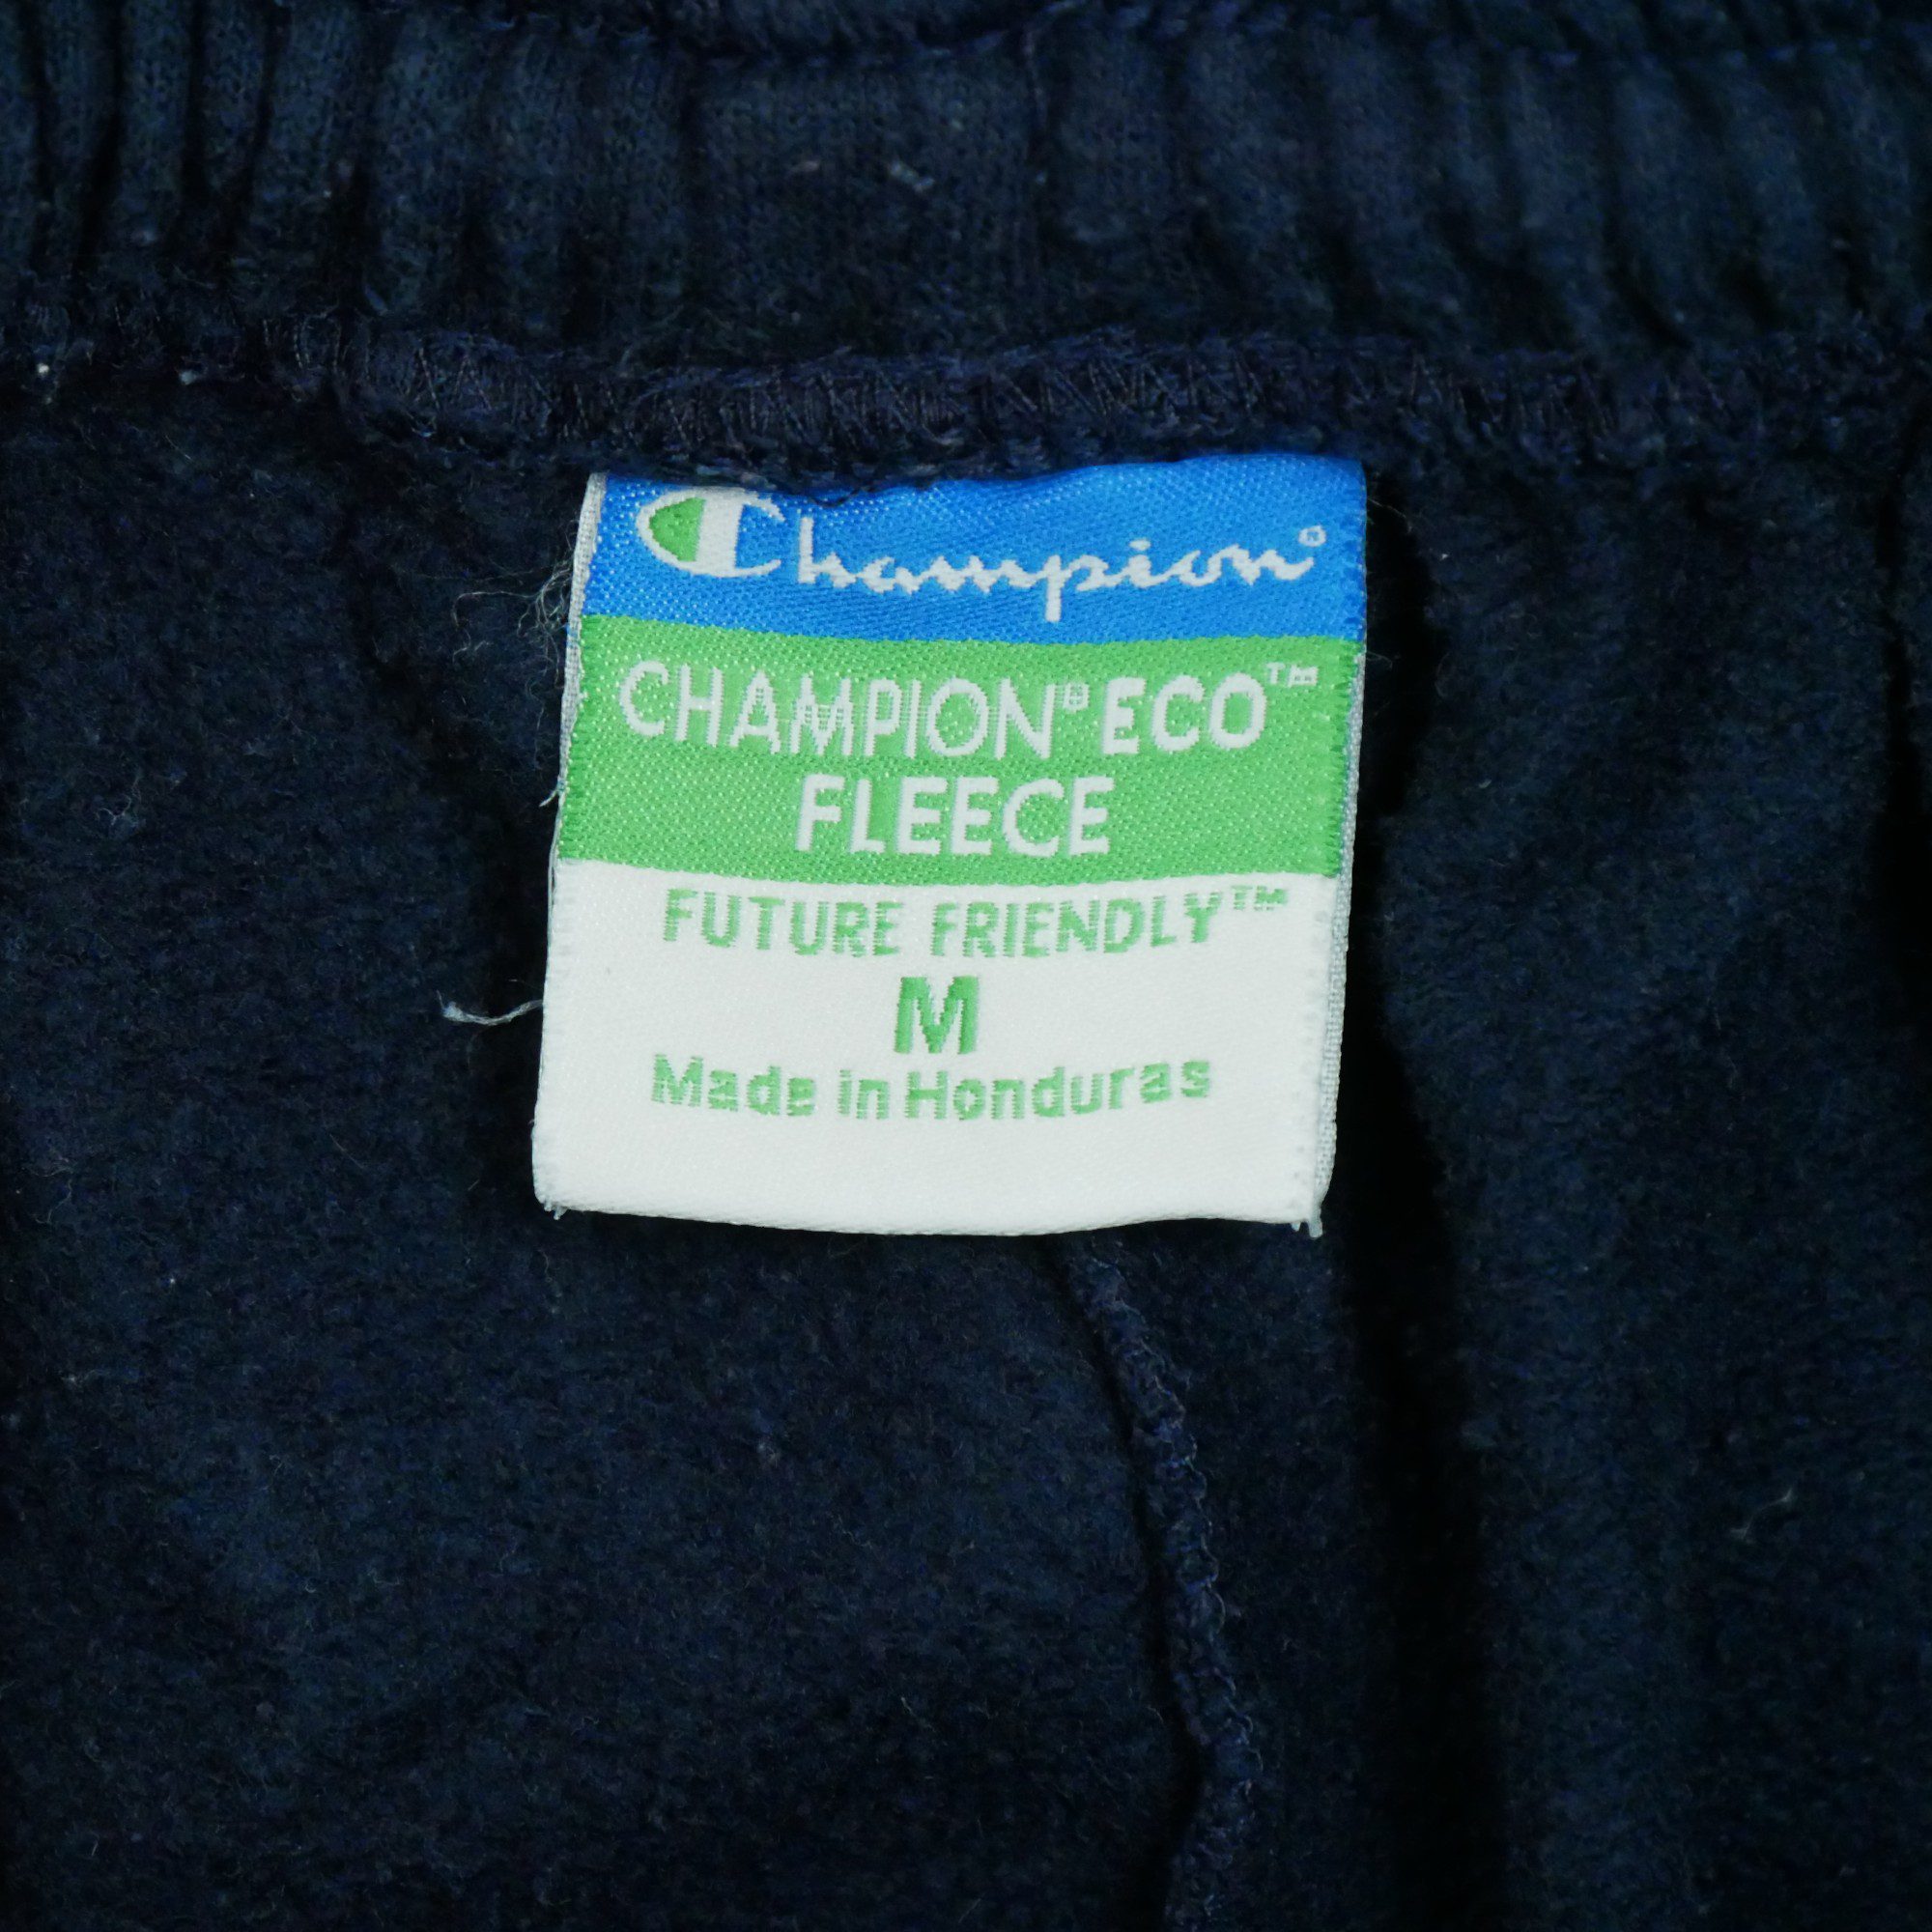 Champion®
CHAMPION® ECO™
FLEECE
FUTURE FRIENDLY™
M
Made in Honduras